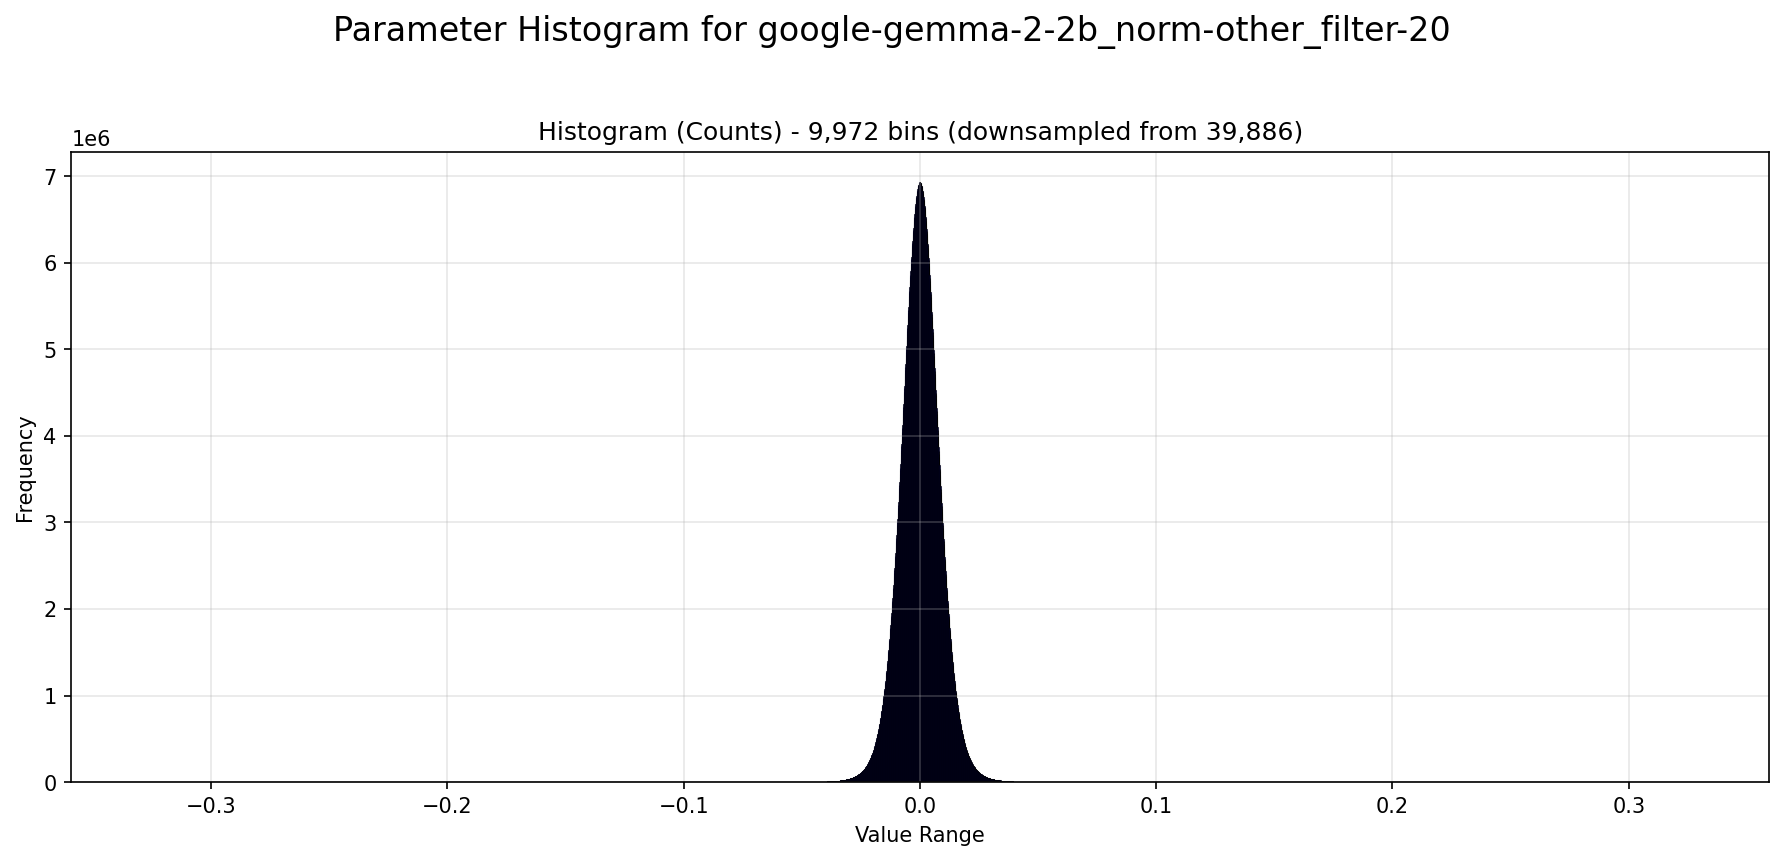 Parameter Histogram for google-gemma-2-2b_norm-other_filter-20
Histogram (Counts) - 9,972 bins (downsampled from 39,886)
1e6
7
6
5
4
3
2
1
0
Frequency
−0.3 −0.2 −0.1 0.0 0.1 0.2 0.3
Value Range